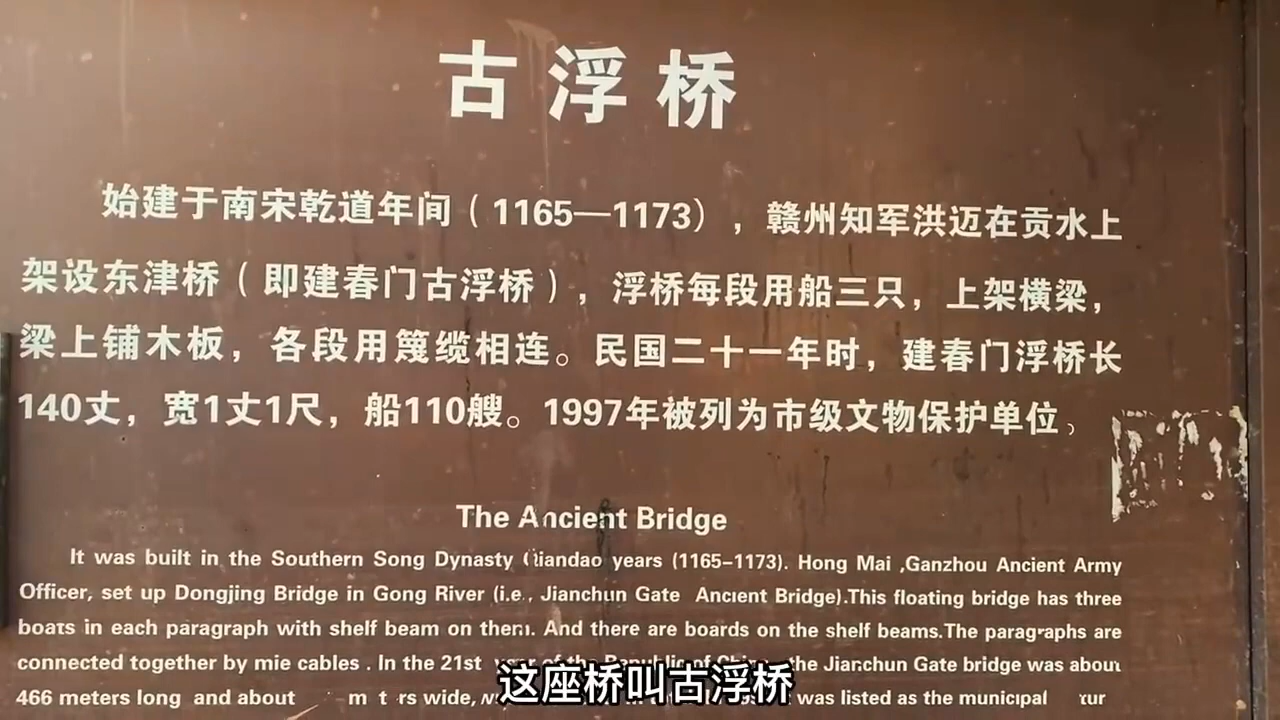 古浮桥
始建于南宋乾道年间（1165—1173），赣州知军洪迈在贡水上
架设东津桥（即建春门古浮桥），浮桥每段用船三只，上架横梁，
梁上铺木板，各段用篾缆相连。民国二十一年时，建春门浮桥长
140丈，宽1丈1尺，船110艘。1997年被列为市级文物保护单位。
The Ancient Bridge
It was built in the Southern Song Dynasty Qiandao years (1165–1173). Hong Mai ,Ganzhou Ancient Army
Officer, set up Dongjing Bridge in Gong River (i.e., Jianchun Gate Ancient Bridge).This floating bridge has three
boats in each paragraph with shelf beam on them. And there are boards on the shelf beams.The paragraphs are
connected together by mie cables . In the 21st year of the Republic of China, the Jianchun Gate bridge was about
466 meters long and about wide, was listed as the municipal
这座桥叫古浮桥